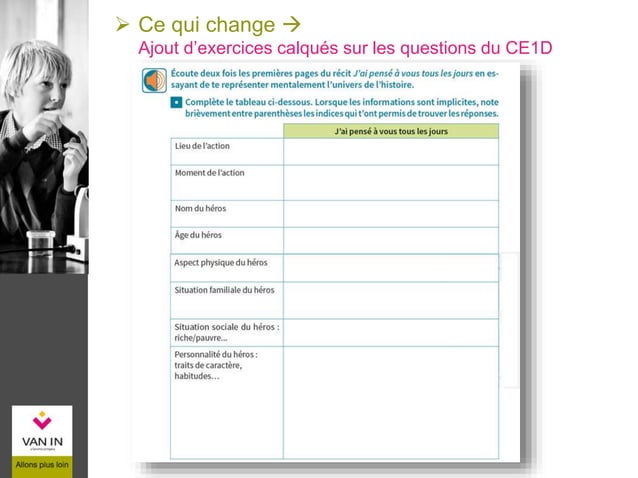 Ce qui change →
Ajout d’exercices calqués sur les questions du CE1D
Écoute deux fois les premières pages du récit J’ai pensé à vous tous les jours en es-
sayant de te représenter mentalement l’univers de l’histoire.
Complète le tableau ci-dessous. Lorsque les informations sont implicites, note
brièvement entre parenthèses les indices qui t’ont permis de trouver les réponses.
J’ai pensé à vous tous les jours
Lieu de l’action
Moment de l’action
Nom du héros
Âge du héros
Aspect physique du héros
Situation familiale du héros
Situation sociale du héros :
riche/pauvre...
Personnalité du héros :
traits de caractère,
habitudes…
VAN IN
Allons plus loin